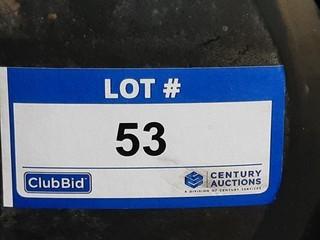 LOT #
53
ClubBid
CENTURY
AUCTIONS
A DIVISION OF CENTURY SERVICES